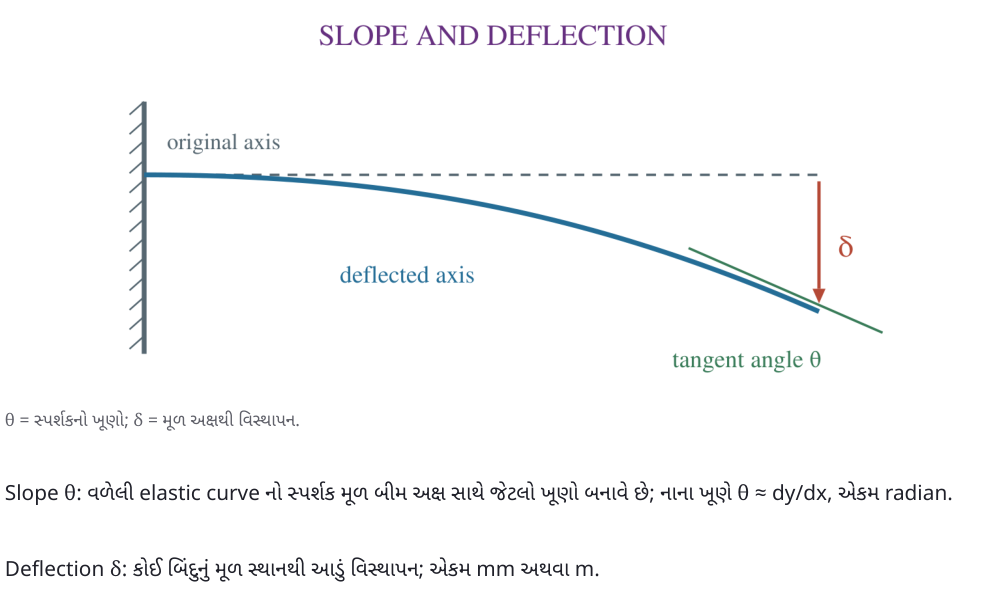 SLOPE AND DEFLECTION
original axis
δ
deflected axis
tangent angle θ
θ = સ્પર્શકનો ખૂણો; δ = મૂળ અક્ષથી વિસ્થાપન.
Slope θ: વળેલી elastic curve નો સ્પર્શક મૂળ બીમ અક્ષ સાથે જેટલો ખૂણો બનાવે છે; નાના ખૂણે θ ≈ dy/dx, એકમ radian.
Deflection δ: કોઈ બિંદુનું મૂળ સ્થાનથી આડું વિસ્થાપન; એકમ mm અથવા m.